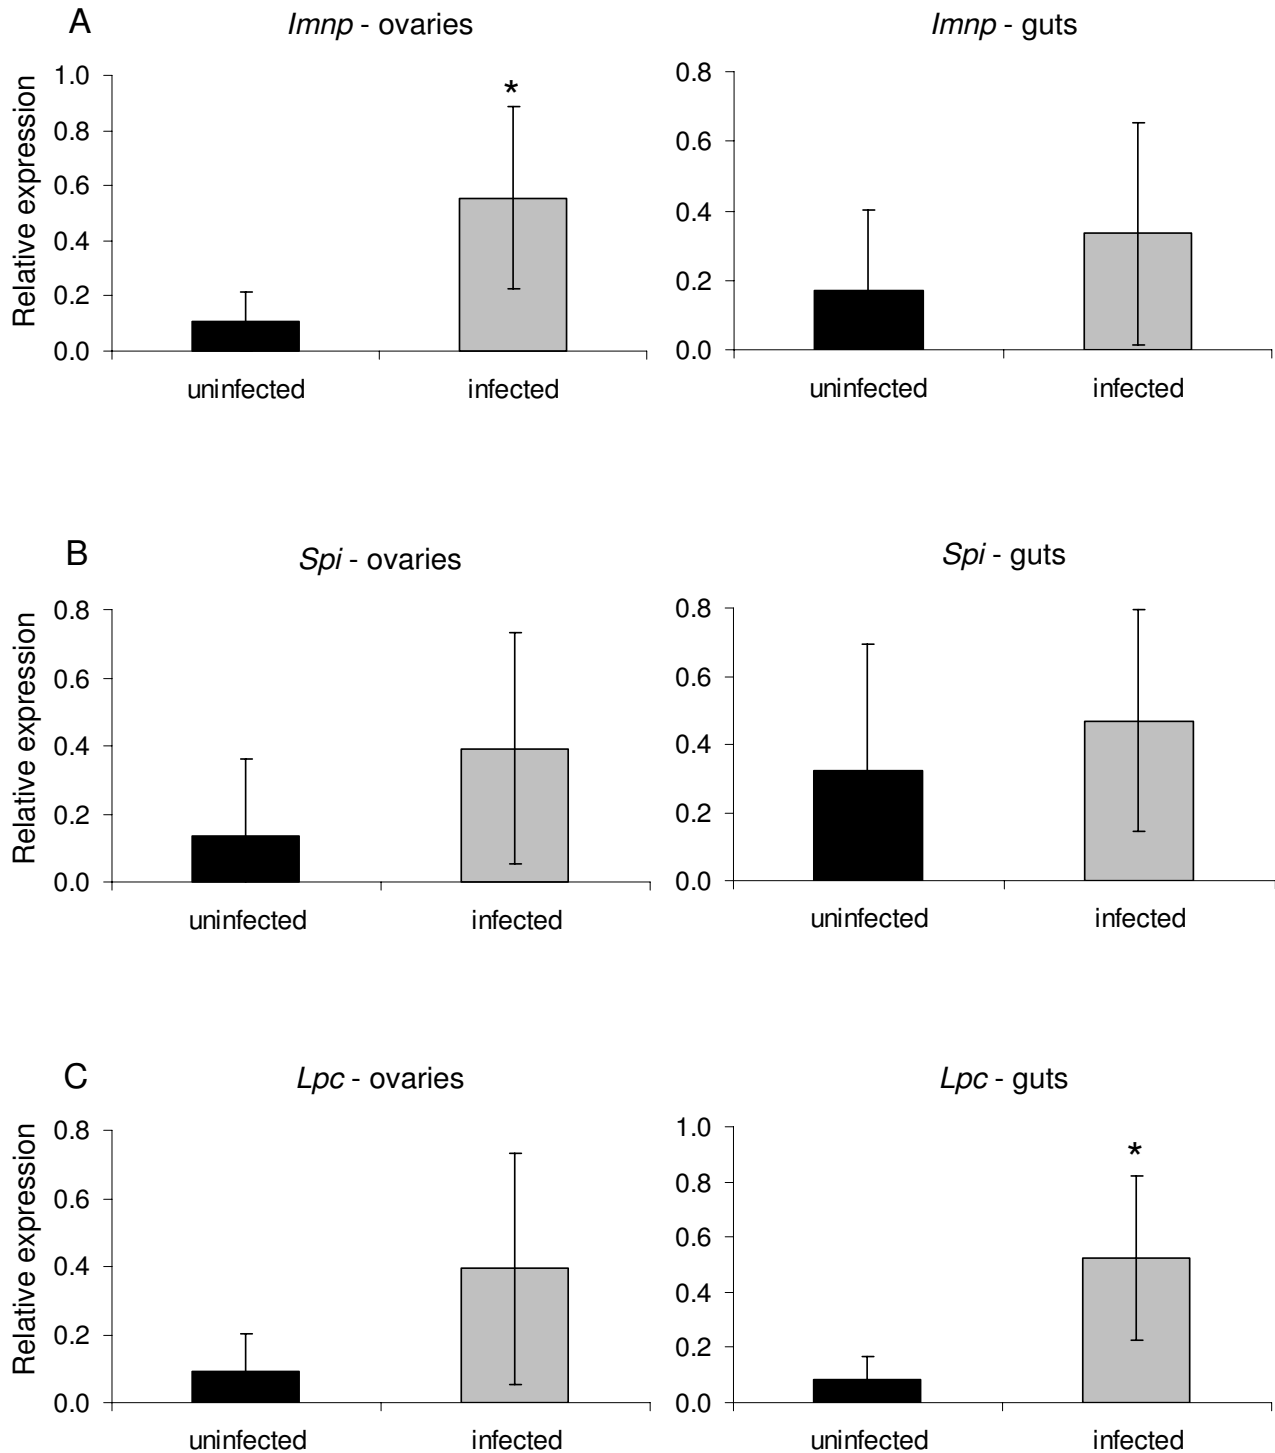 A
Imnp - ovaries
Relative expression
1.0
0.8
0.6
0.4
0.2
0.0
*
uninfected
infected
Imnp - guts
0.8
0.6
0.4
0.2
0.0
uninfected
infected
B
Spi - ovaries
Relative expression
0.8
0.6
0.4
0.2
0.0
uninfected
infected
Spi - guts
0.8
0.6
0.4
0.2
0.0
uninfected
infected
C
Lpc - ovaries
Relative expression
0.8
0.6
0.4
0.2
0.0
uninfected
infected
Lpc - guts
1.0
0.8
0.6
0.4
0.2
0.0
*
uninfected
infected